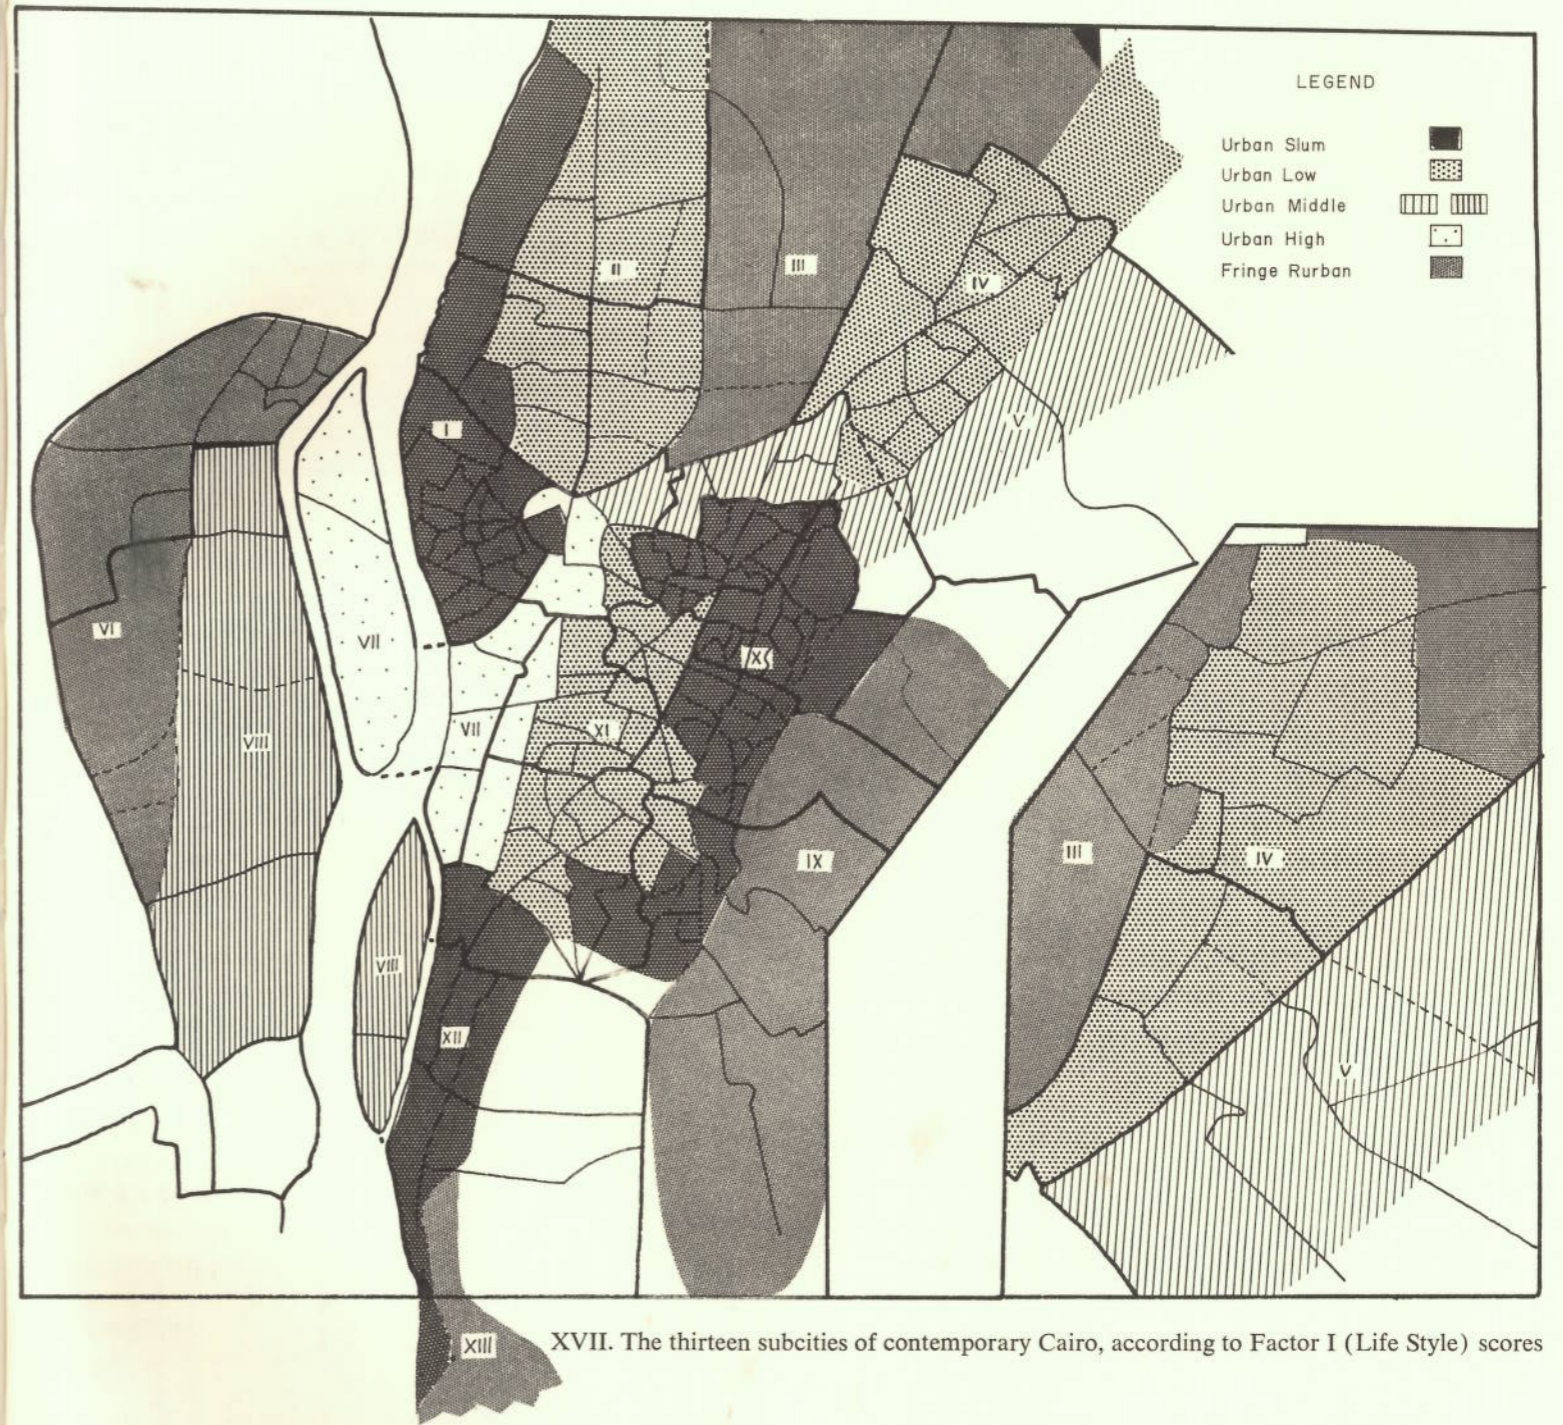 LEGEND
Urban Slum
Urban Low
Urban Middle
Urban High
Fringe Rurban
II
III
IV
I
V
VI
VII
X
VIII
VII
XI
IX
III
IV
VIII
XII
V
XIII
XVII. The thirteen subcities of contemporary Cairo, according to Factor I (Life Style) scores